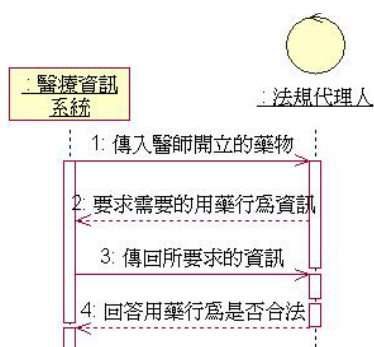 : 醫療資訊
系統
: 法規代理人
1: 傳入醫師開立的藥物
2: 要求需要的用藥行為資訊
3: 傳回所要求的資訊
4: 回答用藥行為是否合法